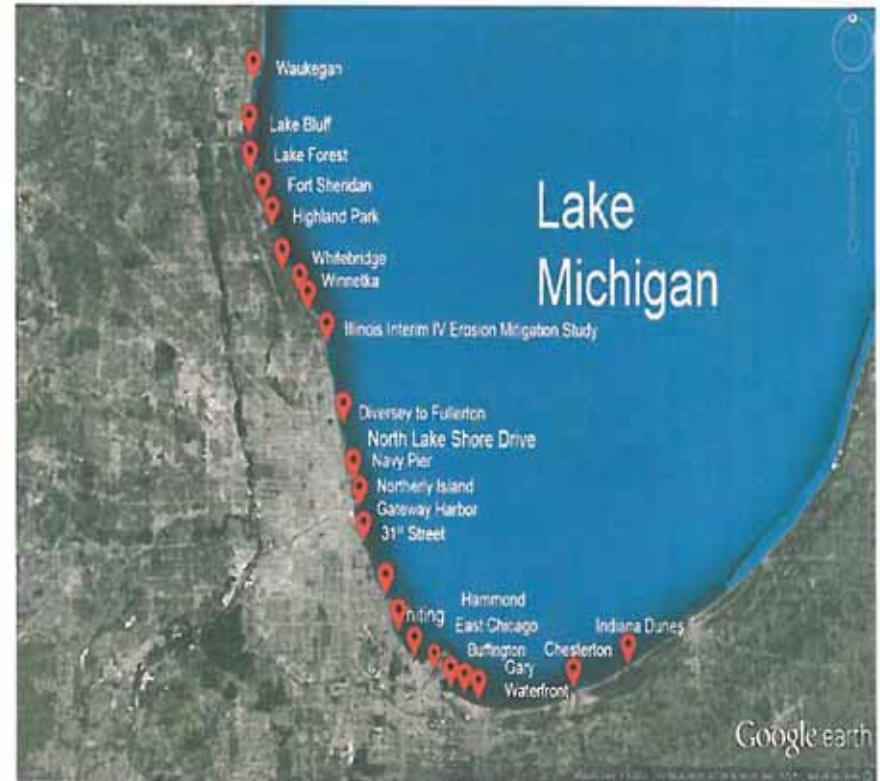 Waukegan
Lake Bluff
Lake Forest
Fort Sheridan
Highland Park
Lake
Michigan
Whitebridge
Winnetka
Illinois Interim IV Erosion Mitigation Study
Diversey to Fullerton
North Lake Shore Drive
Navy Pier
Northerly Island
Gateway Harbor
31st Street
Hammond
niting
East Chicago
Indiana Dunes
Buffington
Chesterton
Gary
Waterfront
Google earth